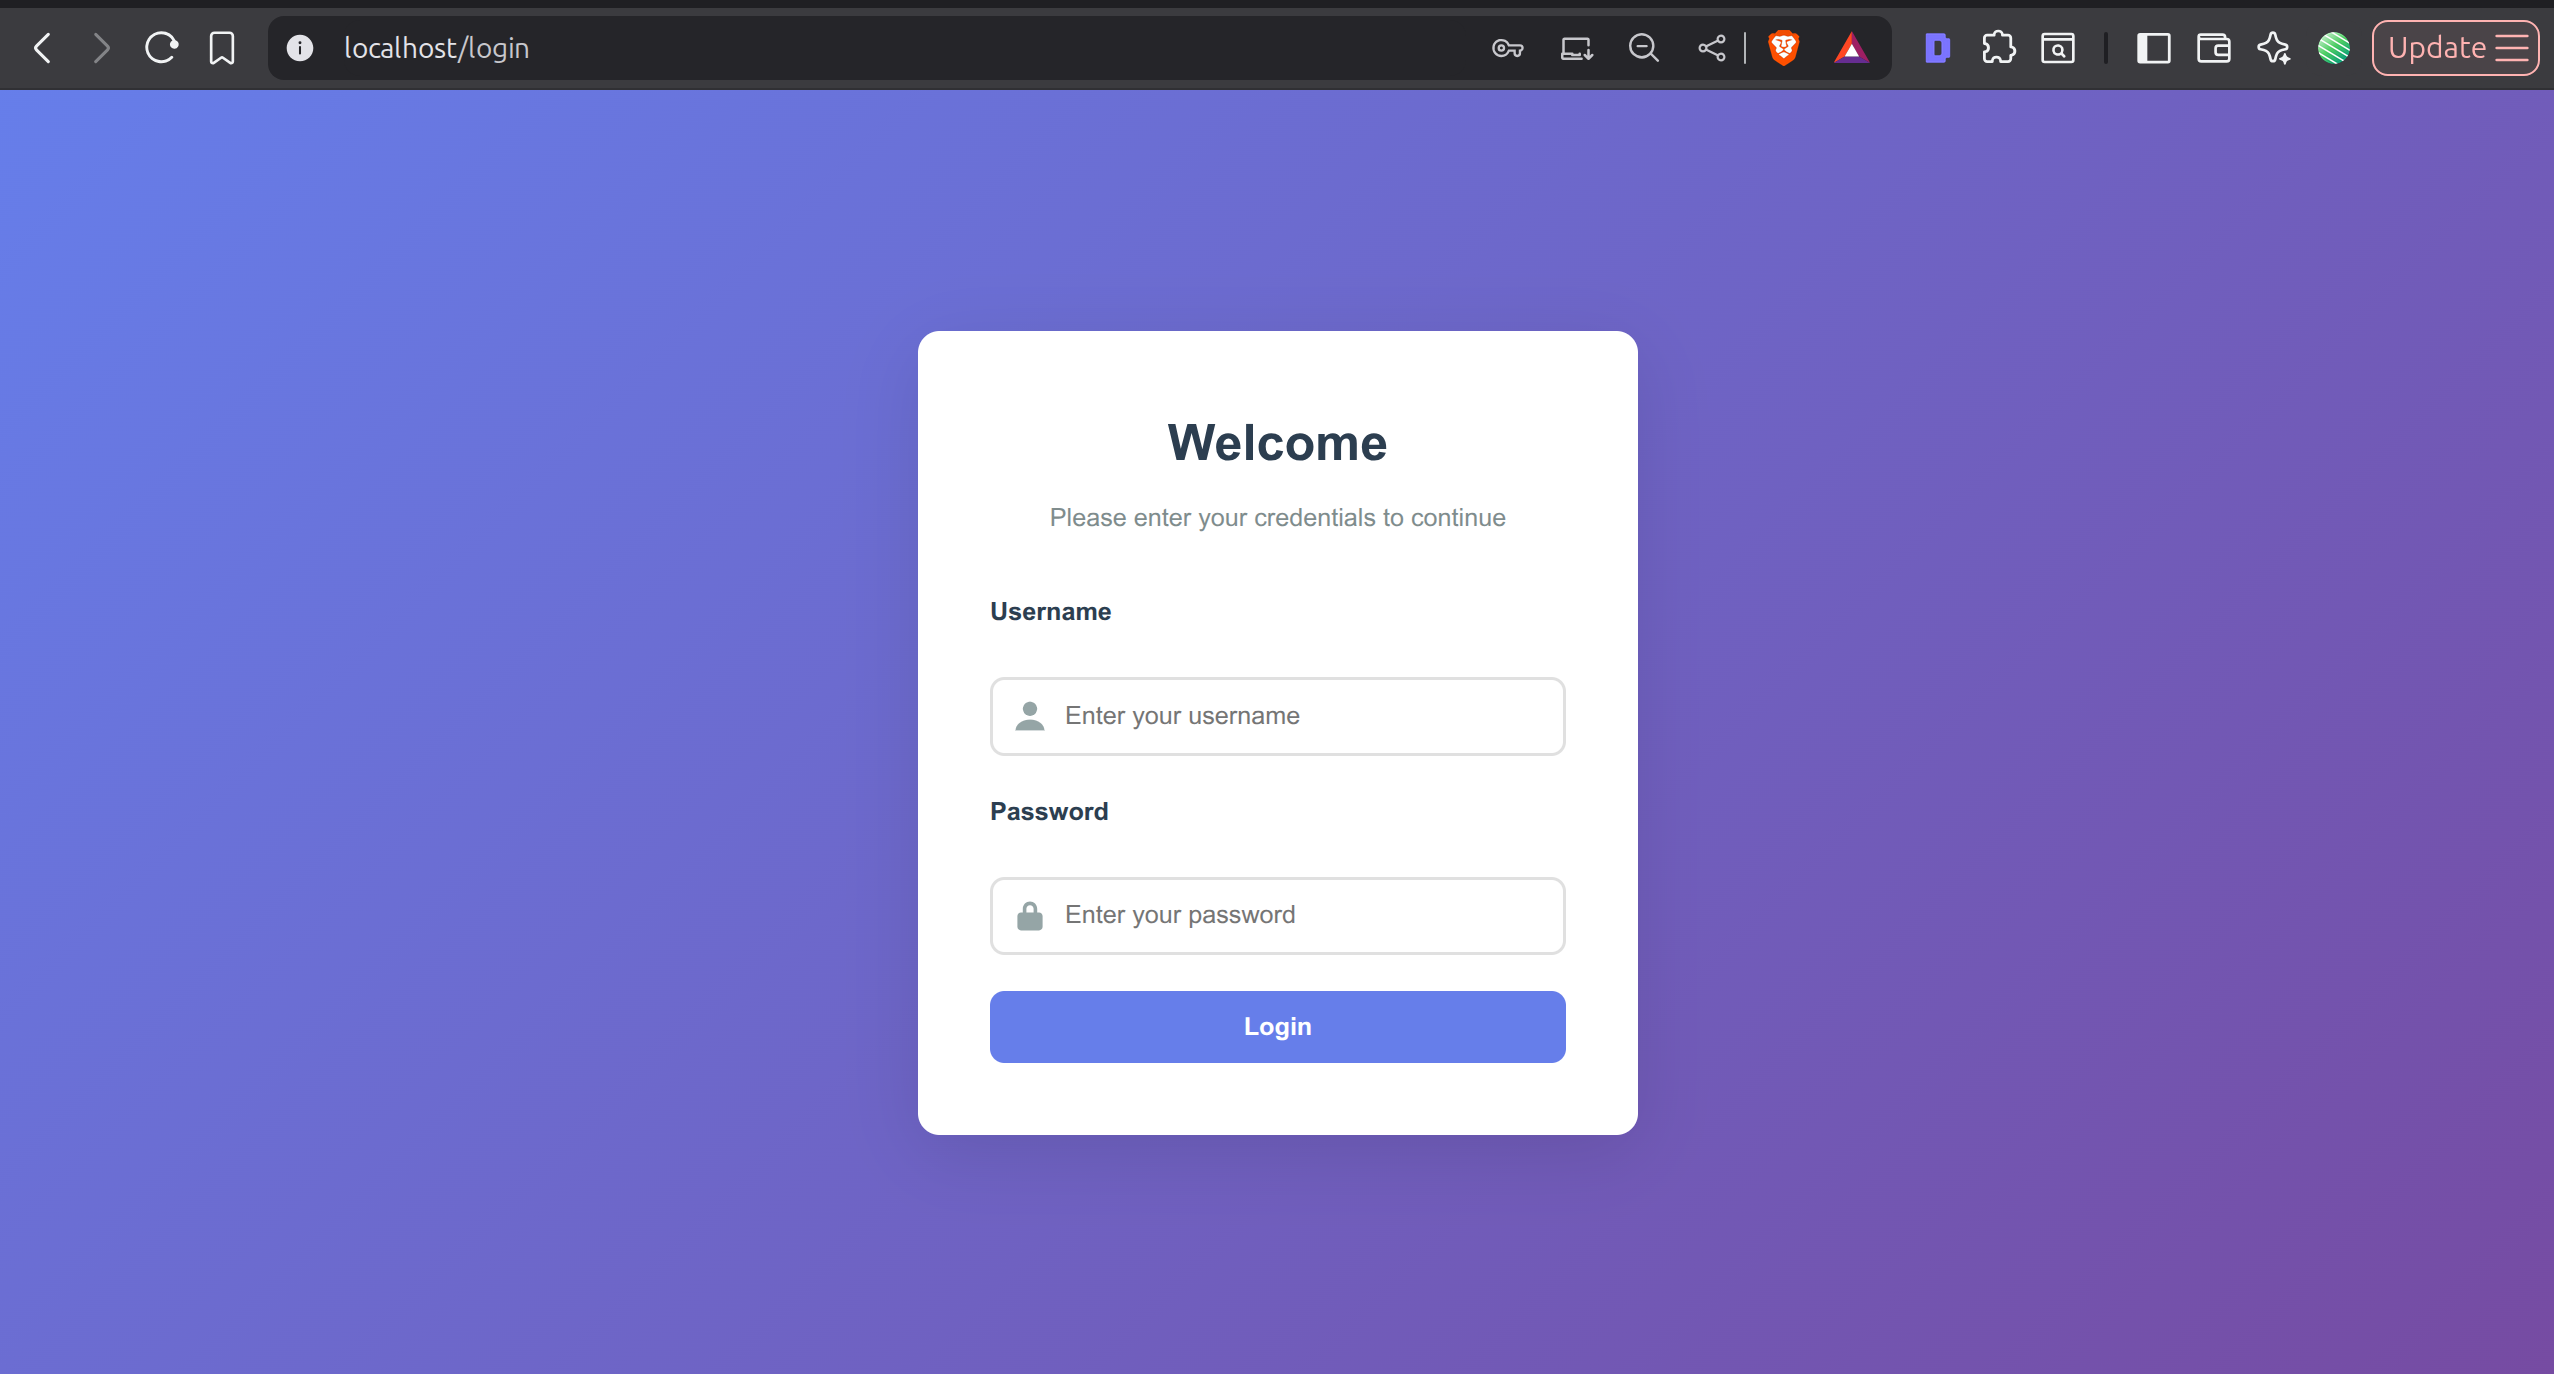 localhost/login
Update
Welcome
Please enter your credentials to continue
Username
Enter your username
Password
Enter your password
Login